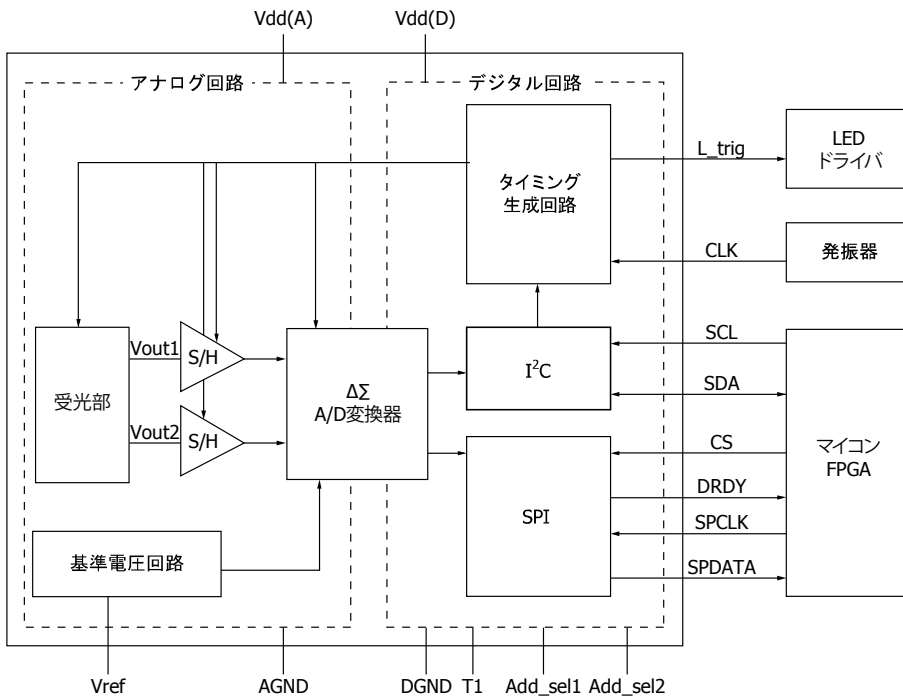 Vdd(A)
Vdd(D)
アナログ回路
デジタル回路
タイミング
生成回路
L_trig
LED
ドライバ
CLK
発振器
受光部
Vout1
S/H
Vout2
S/H
ΔΣ
A/D変換器
I²C
SCL
SDA
SPI
CS
DRDY
SPCLK
SPDATA
マイコン
FPGA
基準電圧回路
Vref
AGND
DGND
T1
Add_sel1
Add_sel2